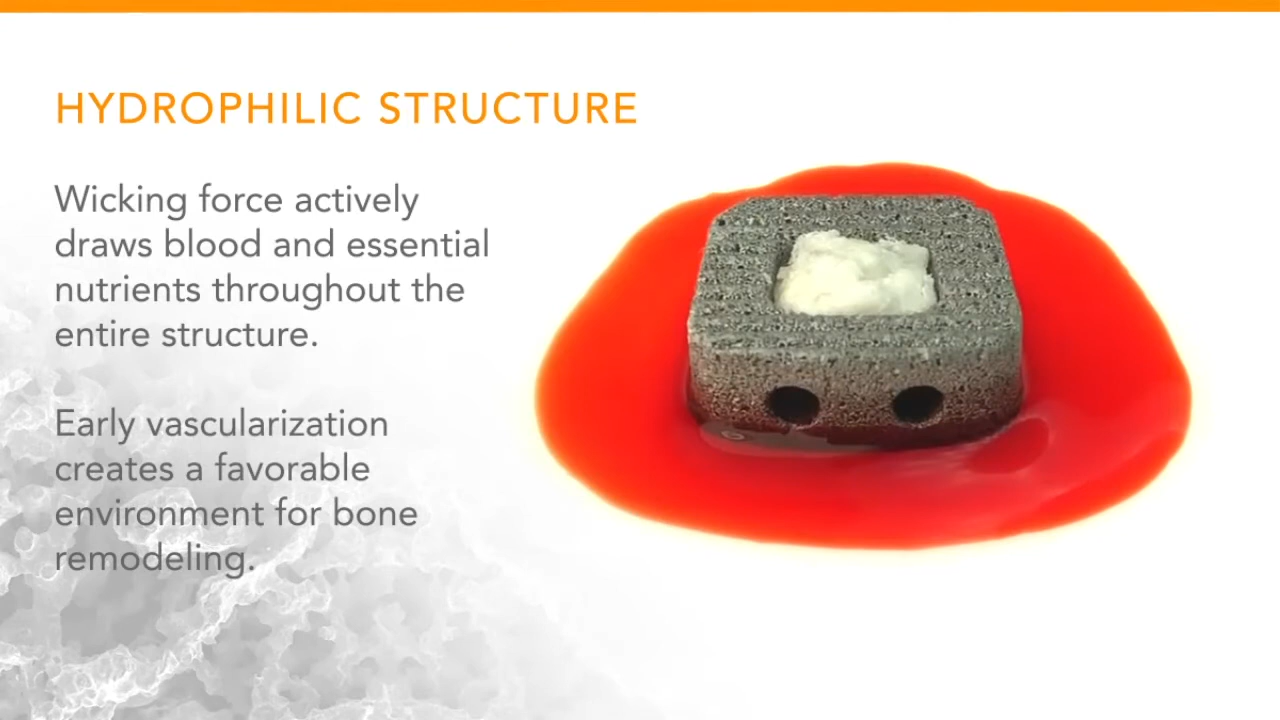 HYDROPHILIC STRUCTURE
Wicking force actively
draws blood and essential
nutrients throughout the
entire structure.
Early vascularization
creates a favorable
environment for bone
remodeling.